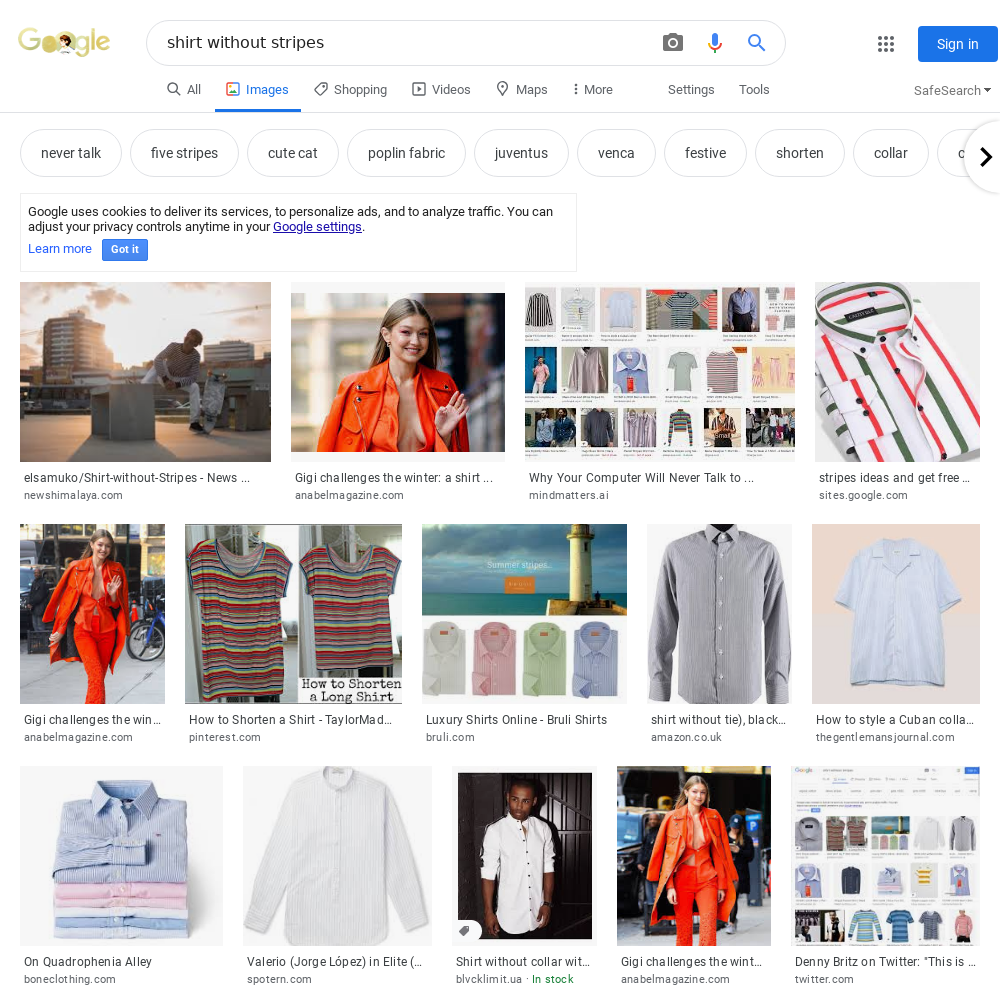 Google
shirt without stripes
Sign in
All
Images
Shopping
Videos
Maps
More
Settings
Tools
SafeSearch
never talk
five stripes
cute cat
poplin fabric
juventus
venca
festive
shorten
collar
Google uses cookies to deliver its services, to personalize ads, and to analyze traffic. You can
adjust your privacy controls anytime in your Google settings.
Learn more
Got it
elsamuko/Shirt-without-Stripes - News ...
newshimalaya.com
Gigi challenges the winter: a shirt ...
anabelmagazine.com
Why Your Computer Will Never Talk to ...
mindmatters.ai
stripes ideas and get free ...
sites.google.com
Summer stripes..
How to Shorten
a Long Shirt
Gigi challenges the win...
anabelmagazine.com
How to Shorten a Shirt - TaylorMad...
pinterest.com
Luxury Shirts Online - Bruli Shirts
bruli.com
shirt without tie), black...
amazon.co.uk
How to style a Cuban colla...
thegentlemansjournal.com
On Quadrophenia Alley
boneclothing.com
Valerio (Jorge López) in Elite (...
spotern.com
Shirt without collar wit...
blvcklimit.ua · In stock
Gigi challenges the wint...
anabelmagazine.com
Denny Britz on Twitter: "This is ...
twitter.com